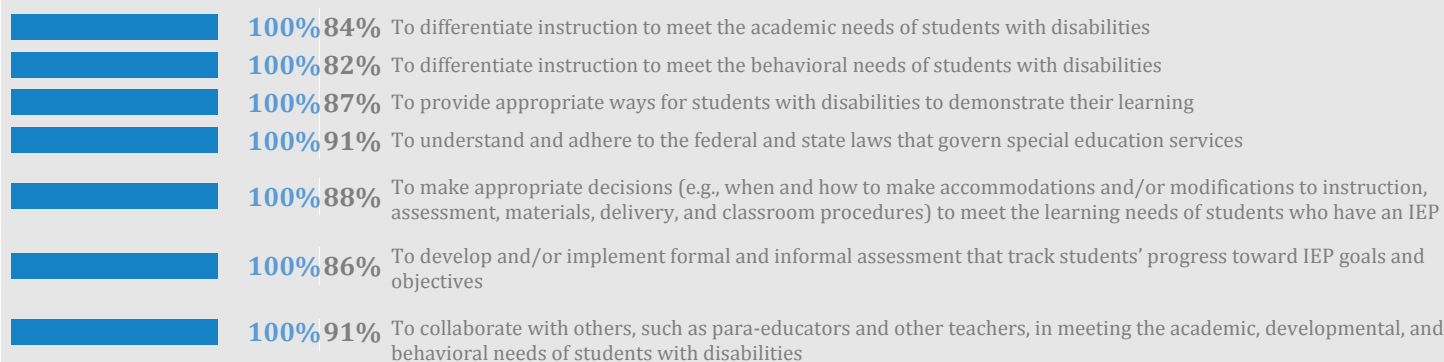 100% 84% To differentiate instruction to meet the academic needs of students with disabilities
100% 82% To differentiate instruction to meet the behavioral needs of students with disabilities
100% 87% To provide appropriate ways for students with disabilities to demonstrate their learning
100% 91% To understand and adhere to the federal and state laws that govern special education services
100% 88% To make appropriate decisions (e.g., when and how to make accommodations and/or modifications to instruction,
assessment, materials, delivery, and classroom procedures) to meet the learning needs of students who have an IEP
100% 86% To develop and/or implement formal and informal assessment that track students’ progress toward IEP goals and
objectives
100% 91% To collaborate with others, such as para-educators and other teachers, in meeting the academic, developmental, and
behavioral needs of students with disabilities